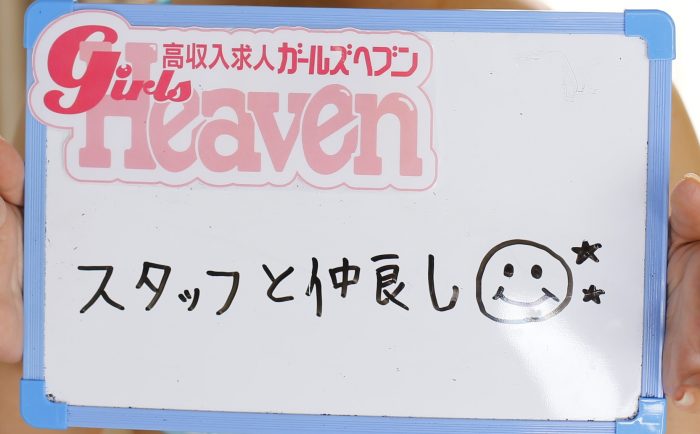 高収入求人ガールズヘブン
Girls
Heaven
スタッフと仲良し